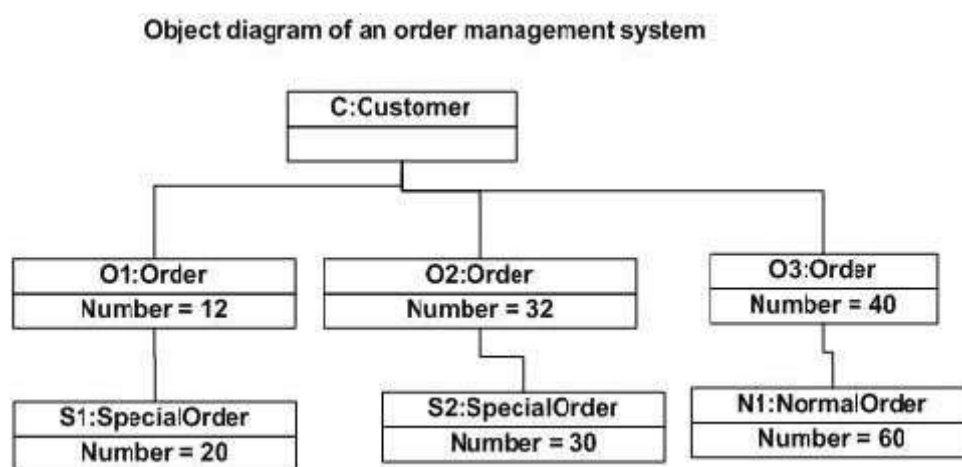 Object diagram of an order management system
C:Customer
O1:Order
Number = 12
O2:Order
Number = 32
O3:Order
Number = 40
S1:SpecialOrder
Number = 20
S2:SpecialOrder
Number = 30
N1:NormalOrder
Number = 60